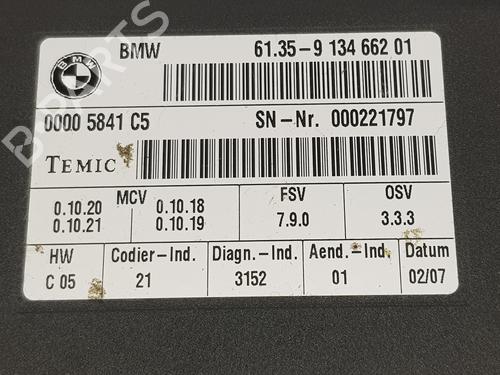 BMW 61.35-9 134 662 01
BMW
0000 5841 C5 SN-Nr. 000221797
TEMIC
MCV FSV OSV
0.10.20 0.10.18 7.9.0 3.3.3
0.10.21 0.10.19
HW Codier-Ind. Diagn.-Ind. Aend.-Ind Datum
C 05 21 3152 01 02/07
B PARTS